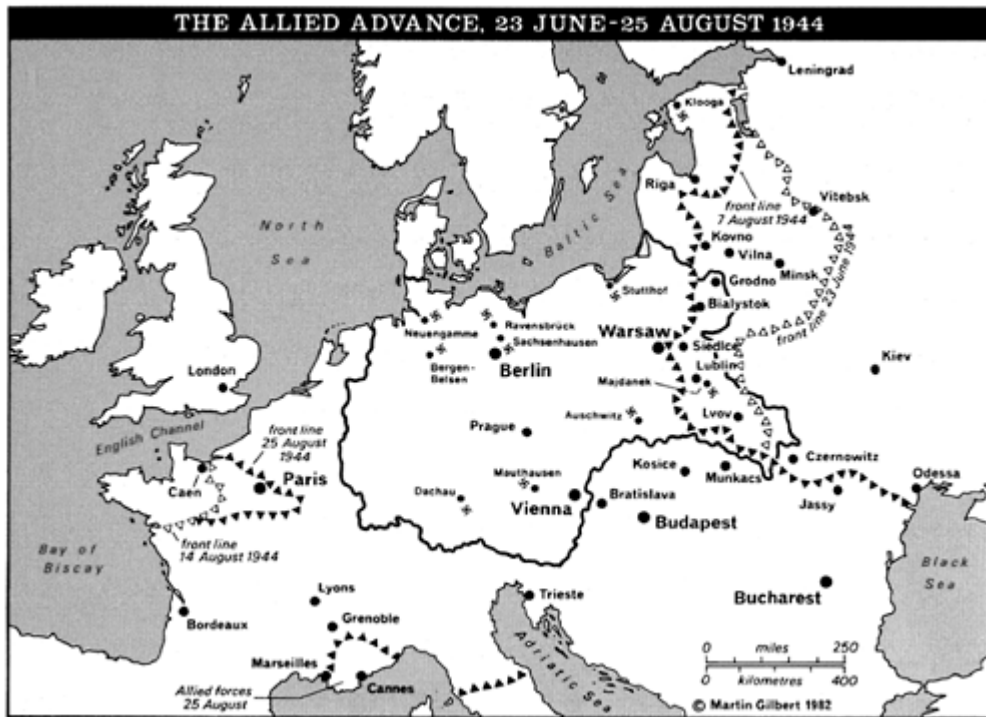 THE ALLIED ADVANCE, 23 JUNE-25 AUGUST 1944
Leningrad
Klooga
Riga
front line
7 August 1944
Vitebsk
North
Sea
Baltic Sea
Kovno
Vilna
Minsk
front line 23 June 1944
Grodno
Stutthof
Bialystok
Neuengamme
Ravensbrück
Sachsenhausen
Warsaw
Siedlce
Kiev
London
Bergen-
Belsen
Berlin
Lublin
Majdanek
English Channel
front line
25 August
1944
Auschwitz
Lvov
Prague
Caen
Paris
Mauthausen
Kosice
Munkacs
Czernowitz
Odessa
Dachau
Vienna
Bratislava
Jassy
Budapest
front line
14 August 1944
Bay of
Biscay
Black
Sea
Lyons
Trieste
Bucharest
Bordeaux
Grenoble
Adriatic Sea
0 miles 250
0 kilometres 400
Marseilles
Cannes
Allied forces
25 August
© Martin Gilbert 1982